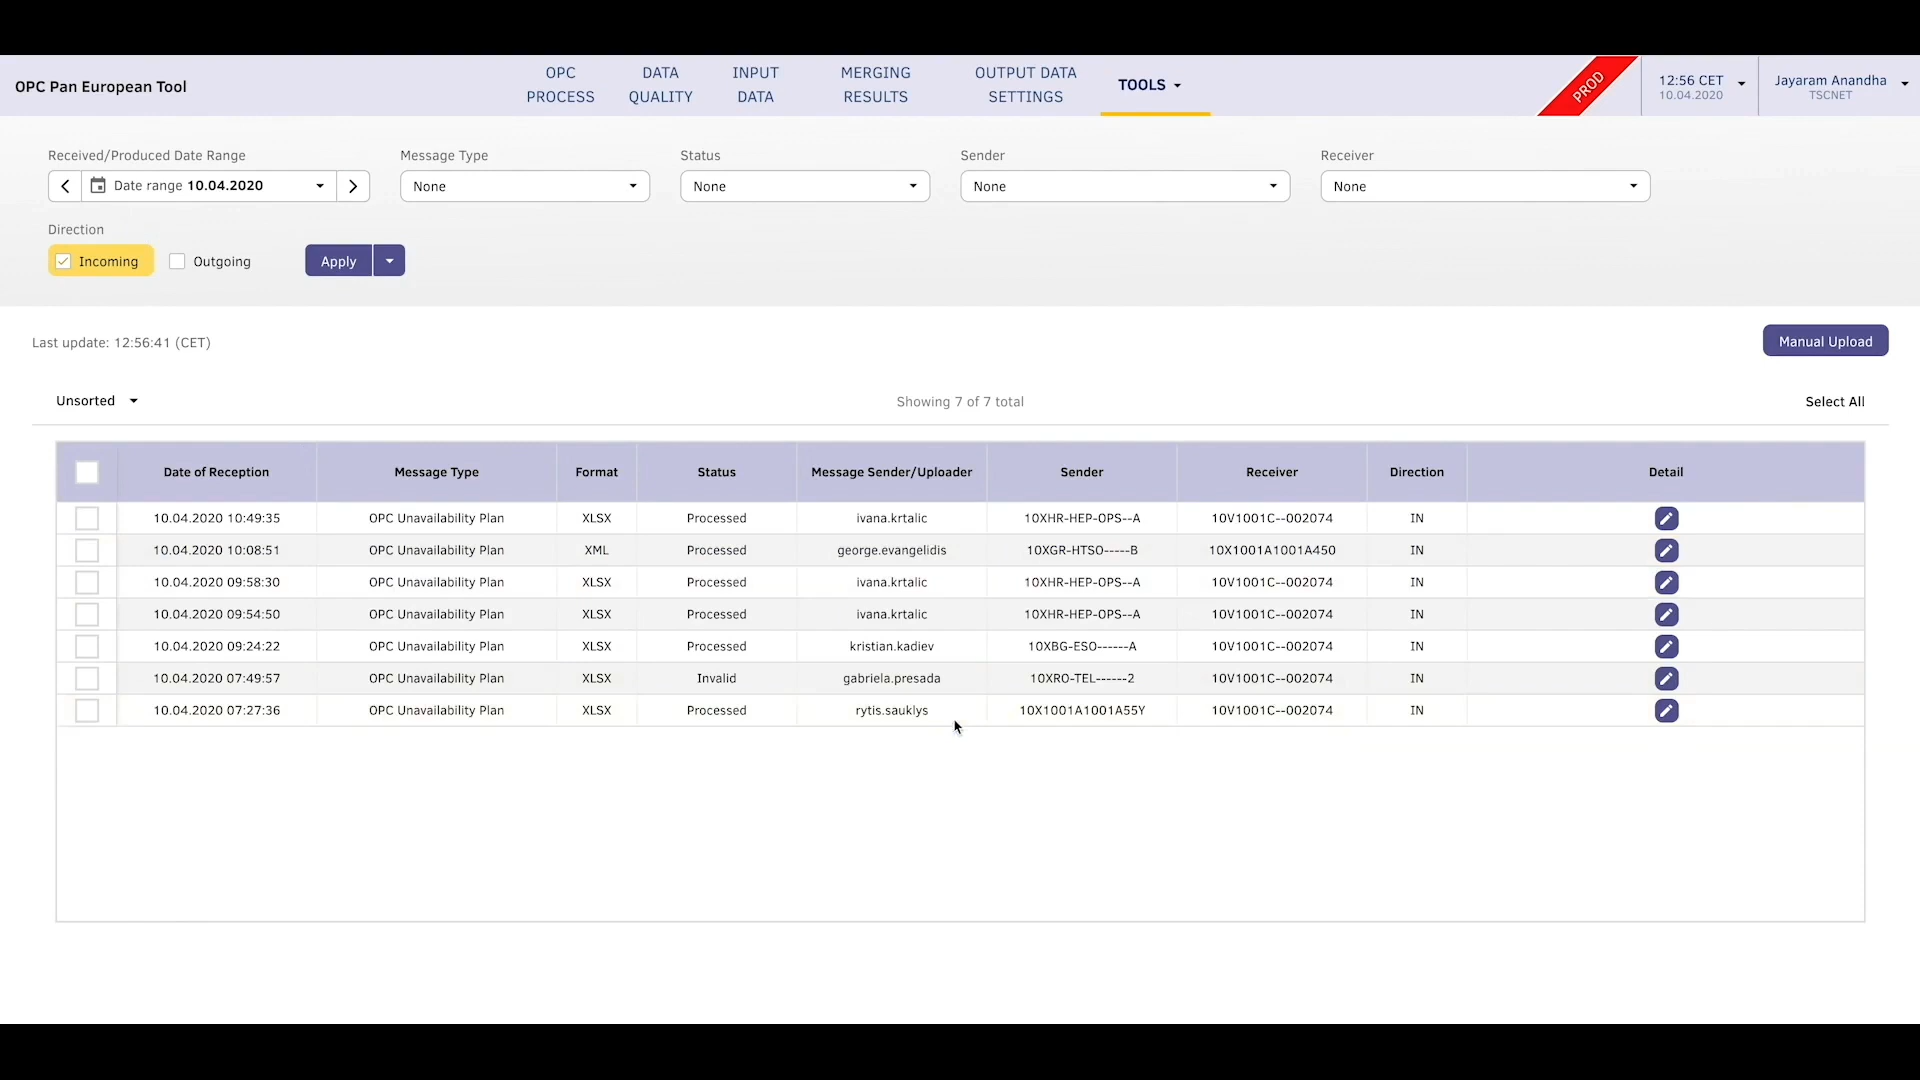 OPC Pan European Tool
OPC PROCESS
DATA QUALITY
INPUT DATA
MERGING RESULTS
OUTPUT DATA SETTINGS
TOOLS
PROD
12:56 CET
10.04.2020
Jayaram Anandha
TSCNET
Received/Produced Date Range
Message Type
Status
Sender
Receiver
Date range 10.04.2020
None
None
None
None
Direction
Incoming
Outgoing
Apply
Last update: 12:56:41 (CET)
Manual Upload
Unsorted
Showing 7 of 7 total
Select All
Date of Reception Message Type Format Status Message Sender/Uploader Sender Receiver Direction Detail
10.04.2020 10:49:35 OPC Unavailability Plan XLSX Processed ivana.krtalic 10XHR-HEP-OPS--A 10V1001C--002074 IN
10.04.2020 10:08:51 OPC Unavailability Plan XML Processed george.evangelidis 10XGR-HTSO-----B 10X1001A1001A450 IN
10.04.2020 09:58:30 OPC Unavailability Plan XLSX Processed ivana.krtalic 10XHR-HEP-OPS--A 10V1001C--002074 IN
10.04.2020 09:54:50 OPC Unavailability Plan XLSX Processed ivana.krtalic 10XHR-HEP-OPS--A 10V1001C--002074 IN
10.04.2020 09:24:22 OPC Unavailability Plan XLSX Processed kristian.kadiev 10XBG-ESO------A 10V1001C--002074 IN
10.04.2020 07:49:57 OPC Unavailability Plan XLSX Invalid gabriela.presada 10XRO-TEL------2 10V1001C--002074 IN
10.04.2020 07:27:36 OPC Unavailability Plan XLSX Processed rytis.sauklys 10X1001A1001A55Y 10V1001C--002074 IN